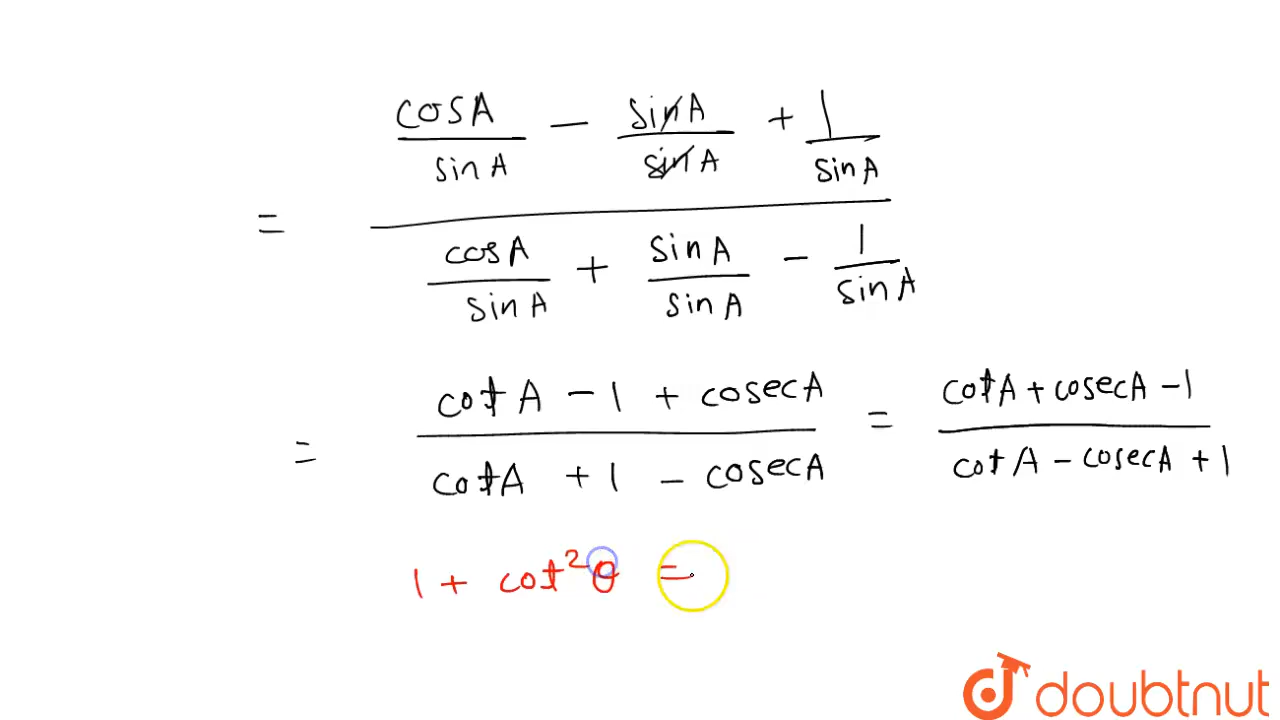 cosA/sinA − sinA/sinA + 1/sinA
= 
cosA/sinA + sinA/sinA − 1/sinA
= cotA − 1 + cosecA / cotA + 1 − cosecA = cotA + cosecA − 1 / cotA − cosecA + 1
1 + cot²θ =
doubtnut